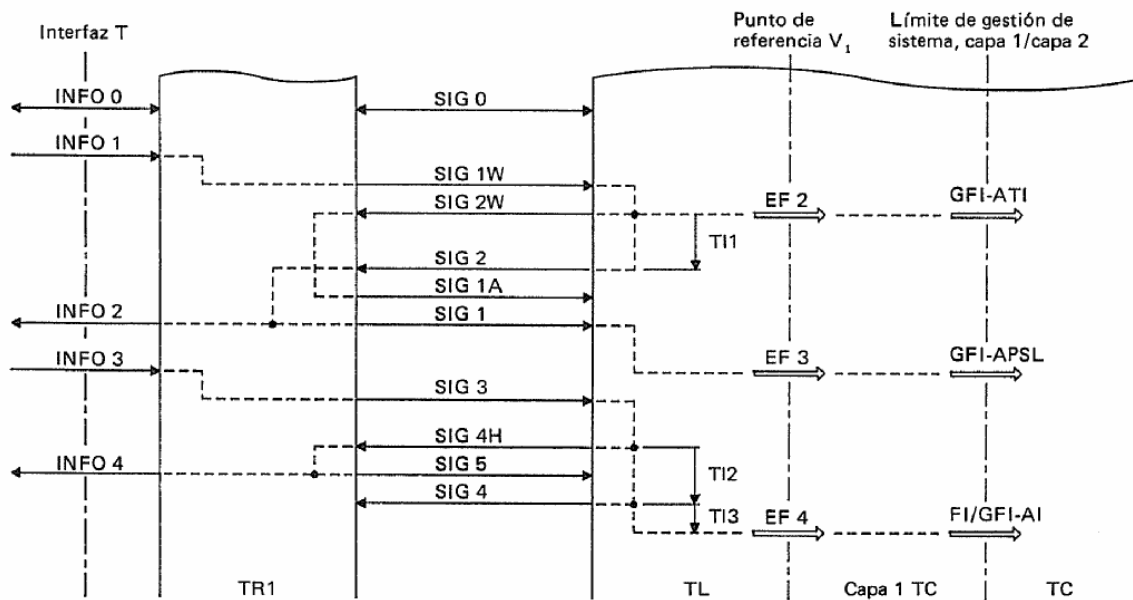 Interfaz T
Punto de
referencia V1
Límite de gestión de
sistema, capa 1/capa 2
INFO 0
SIG 0
INFO 1
SIG 1W
SIG 2W
EF 2
GFI-ATI
TI1
SIG 2
SIG 1A
INFO 2
SIG 1
INFO 3
EF 3
GFI-APSL
SIG 3
SIG 4H
INFO 4
SIG 5
TI2
SIG 4
TI3
EF 4
FI/GFI-AI
TR1
TL
Capa 1 TC
TC